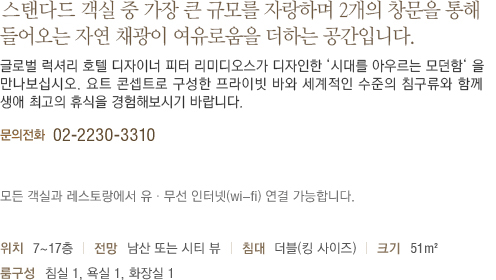 스탠다드 객실 중 가장 큰 규모를 자랑하며 2개의 창문을 통해
들어오는 자연 채광이 여유로움을 더하는 공간입니다.
글로벌 럭셔리 호텔 디자이너 피터 리미디오스가 디자인한 ‘시대를 아우르는 모던함‘ 을
만나보십시오. 요트 콘셉트로 구성한 프라이빗 바와 세계적인 수준의 침구류와 함께
생애 최고의 휴식을 경험해보시기 바랍니다.
문의전화 02-2230-3310
모든 객실과 레스토랑에서 유 · 무선 인터넷(wi-fi) 연결 가능합니다.
위치 7~17층 | 전망 남산 또는 시티 뷰 | 침대 더블(킹 사이즈) | 크기 51m²
룸구성 침실 1, 욕실 1, 화장실 1